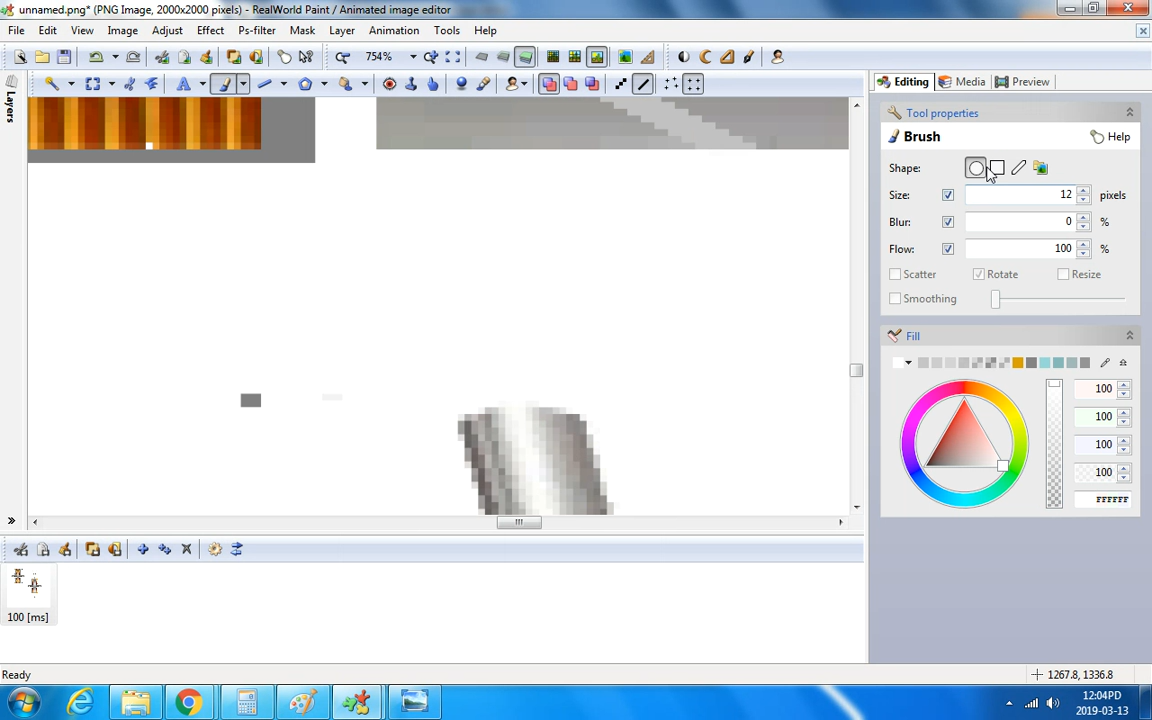 unnamed.png* (PNG Image, 2000x2000 pixels) - RealWorld Paint / Animated image editor
File Edit View Image Adjust Effect Ps-filter Mask Layer Animation Tools Help
754%
Layers
Editing Media Preview
Tool properties
Brush Help
Shape:
Size: 12 pixels
Blur: 0 %
Flow: 100 %
Scatter Rotate Resize
Smoothing
Fill
100
100
100
100
FFFFFF
100 [ms]
Ready 1267.8, 1336.8
12:04PD
2019-03-13